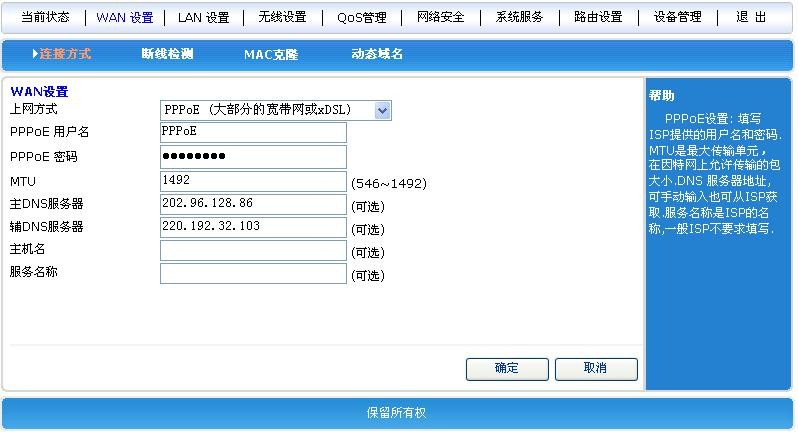 当前状态 WAN 设置 LAN 设置 无线设置 QoS管理 网络安全 系统服务 路由设置 设备管理 退 出
连接方式 断线检测 MAC克隆 动态域名
WAN设置
上网方式 PPPoE (大部分的宽带网或xDSL)
PPPoE 用户名 PPPoE
PPPoE 密码 ●●●●●●●●
MTU 1492 (546~1492)
主DNS服务器 202.96.128.86 (可选)
辅DNS服务器 220.192.32.103 (可选)
主机名 (可选)
服务名称 (可选)
确定 取消
帮助
PPPoE设置: 填写
ISP提供的用户名和密码.
MTU是最大传输单元，
在因特网上允许传输的包
大小.DNS 服务器地址,
可手动输入也可从ISP获
取.服务名称是ISP的名
称,一般ISP不要求填写.
保留所有权